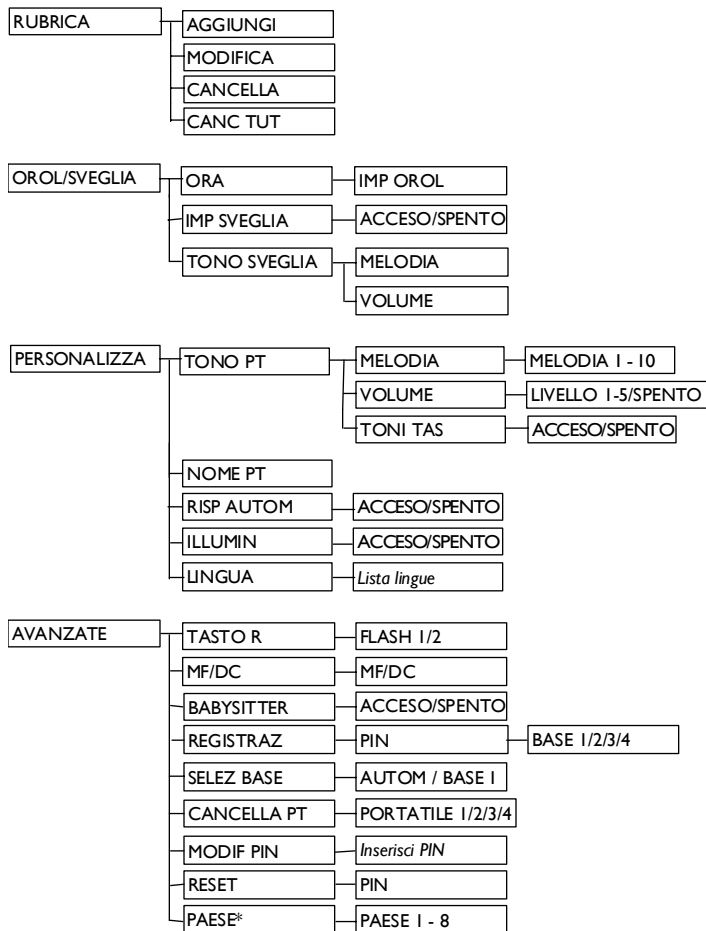 RUBRICA AGGIUNGI
MODIFICA
CANCELLA
CANC TUT
OROL/SVEGLIA ORA IMP OROL
IMP SVEGLIA ACCESO/SPENTO
TONO SVEGLIA MELODIA
VOLUME
PERSONALIZZA TONO PT MELODIA MELODIA 1 - 10
VOLUME LIVELLO 1-5/SPENTO
TONI TAS ACCESO/SPENTO
NOME PT
RISP AUTOM ACCESO/SPENTO
ILLUMIN ACCESO/SPENTO
LINGUA Lista lingue
AVANZATE TASTO R FLASH 1/2
MF/DC MF/DC
BABYSITTER ACCESO/SPENTO
REGISTRAZ PIN BASE 1/2/3/4
SELEZ BASE AUTOM / BASE 1
CANCELLA PT PORTATILE 1/2/3/4
MODIF PIN Inserisci PIN
RESET PIN
PAESE* PAESE 1 - 8